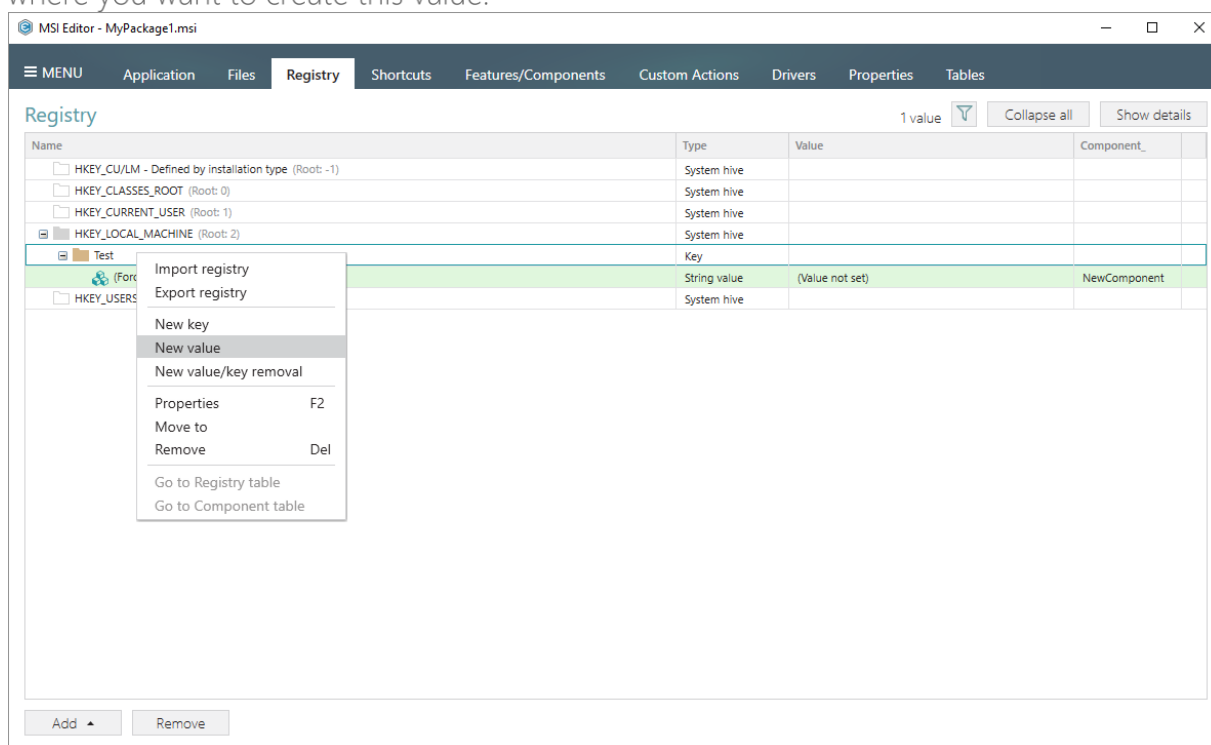 where you want to create this value.
MSI Editor - MyPackage1.msi
MENU Application Files Registry Shortcuts Features/Components Custom Actions Drivers Properties Tables
Registry 1 value Collapse all Show details
Name Type Value Component_
HKEY_CU/LM - Defined by installation type (Root: -1) System hive
HKEY_CLASSES_ROOT (Root: 0) System hive
HKEY_CURRENT_USER (Root: 1) System hive
HKEY_LOCAL_MACHINE (Root: 2) System hive
Test Key
String value (Value not set) NewComponent
HKEY_USERS System hive
Import registry
Export registry
New key
New value
New value/key removal
Properties F2
Move to
Remove Del
Go to Registry table
Go to Component table
Add Remove